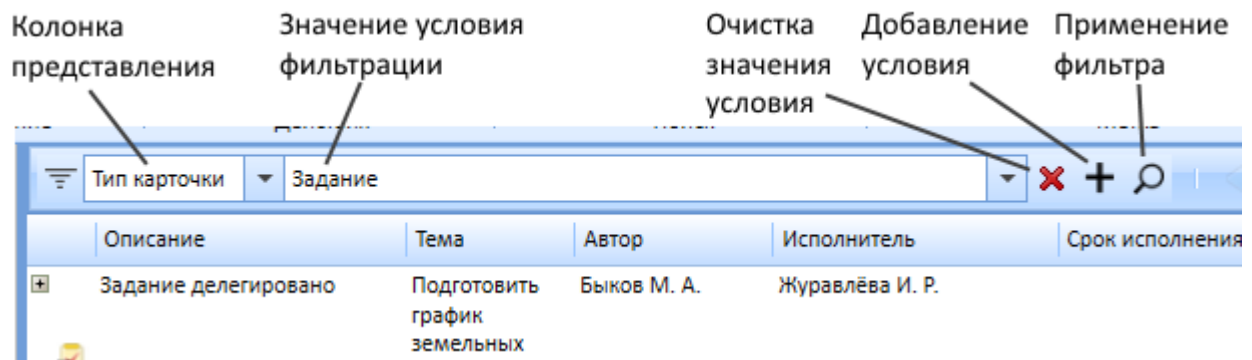 Колонка
представления
Значение условия
фильтрации
Очистка
значения
условия
Добавление
условия
Применение
фильтра
Тип карточки
Задание
Описание
Тема
Автор
Исполнитель
Срок исполнения
Задание делегировано
Подготовить
график
земельных
Быков М. А.
Журавлёва И. Р.